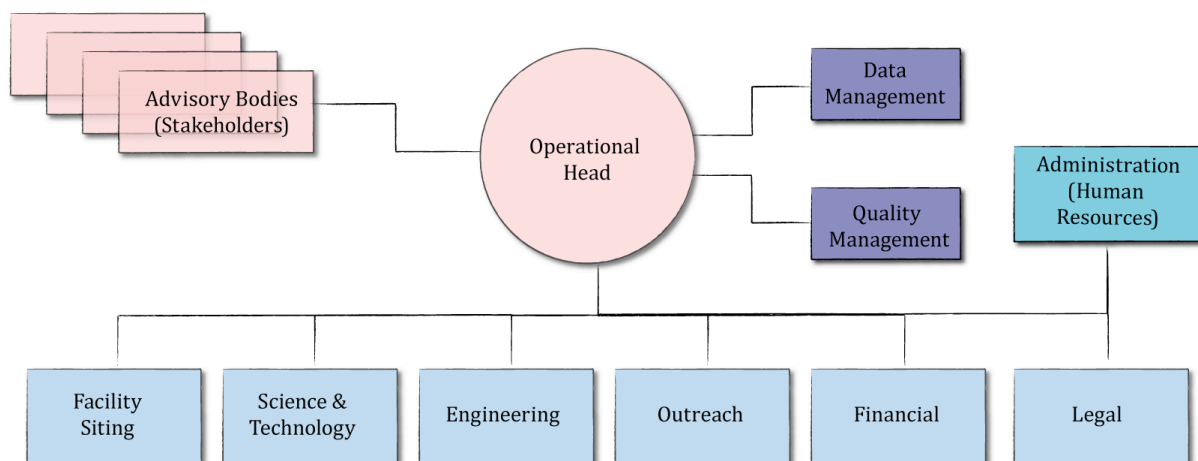 Advisory Bodies
(Stakeholders)
Operational
Head
Data
Management
Quality
Management
Administration
(Human
Resources)
Facility
Siting
Science &
Technology
Engineering
Outreach
Financial
Legal